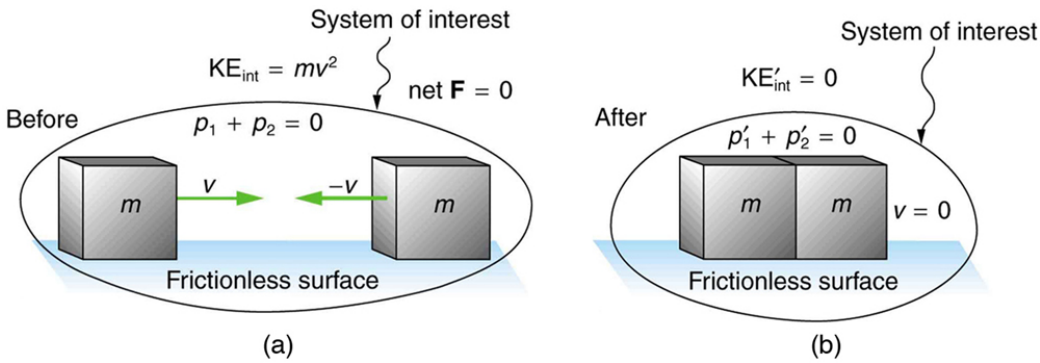 System of interest
KE_int = mv²
net F = 0
Before
p₁ + p₂ = 0
v
–v
m
m
Frictionless surface
(a)
System of interest
KE′_int = 0
After
p′₁ + p′₂ = 0
m
m
v = 0
Frictionless surface
(b)